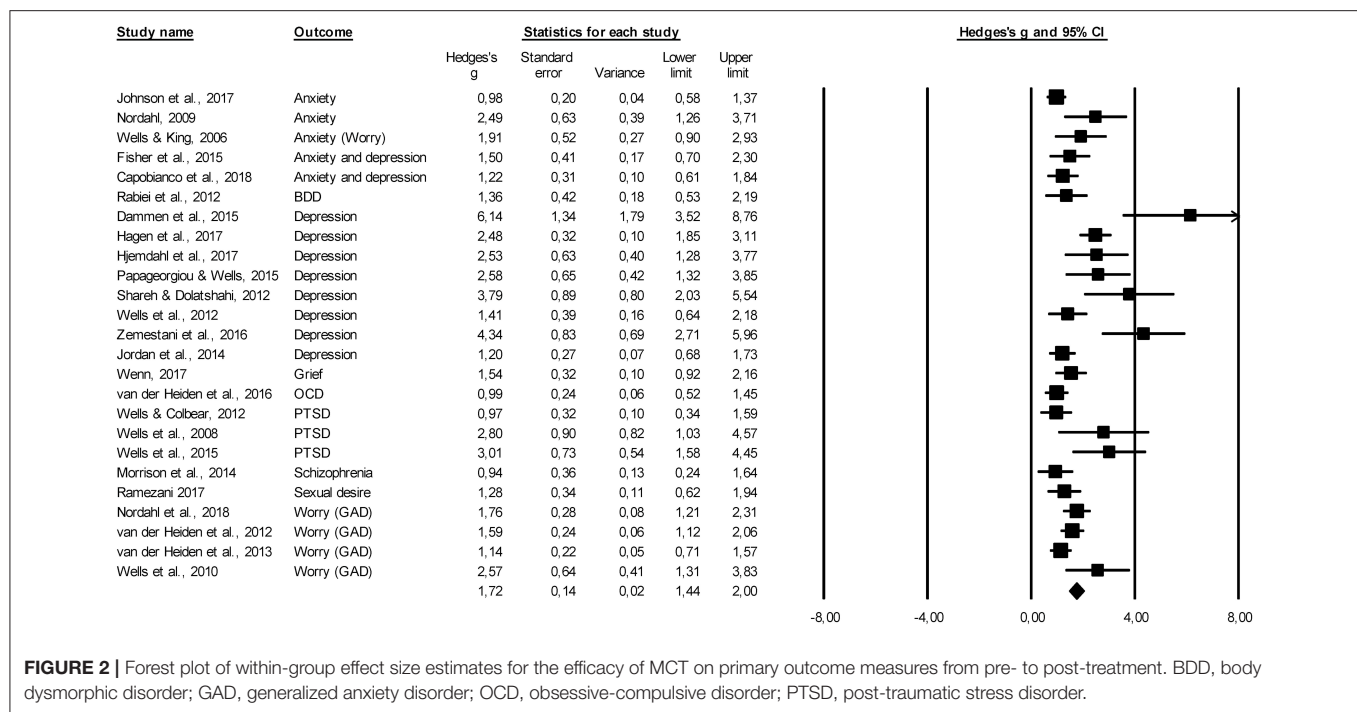 Study name Outcome Statistics for each study Hedges's g and 95% CI
Hedges's Standard Lower Upper
g error Variance limit limit
Johnson et al., 2017 Anxiety 0,98 0,20 0,04 0,58 1,37
Nordahl, 2009 Anxiety 2,49 0,63 0,39 1,26 3,71
Wells & King, 2006 Anxiety (Worry) 1,91 0,52 0,27 0,90 2,93
Fisher et al., 2015 Anxiety and depression 1,50 0,41 0,17 0,70 2,30
Capobianco et al., 2018 Anxiety and depression 1,22 0,31 0,10 0,61 1,84
Rabiei et al., 2012 BDD 1,36 0,42 0,18 0,53 2,19
Dammen et al., 2015 Depression 6,14 1,34 1,79 3,52 8,76
Hagen et al., 2017 Depression 2,48 0,32 0,10 1,85 3,11
Hjemdahl et al., 2017 Depression 2,53 0,63 0,40 1,28 3,77
Papageorgiou & Wells, 2015 Depression 2,58 0,65 0,42 1,32 3,85
Shareh & Dolatshahi, 2012 Depression 3,79 0,89 0,80 2,03 5,54
Wells et al., 2012 Depression 1,41 0,39 0,16 0,64 2,18
Zemestani et al., 2016 Depression 4,34 0,83 0,69 2,71 5,96
Jordan et al., 2014 Depression 1,20 0,27 0,07 0,68 1,73
Wenn, 2017 Grief 1,54 0,32 0,10 0,92 2,16
van der Heiden et al., 2016 OCD 0,99 0,24 0,06 0,52 1,45
Wells & Colbear, 2012 PTSD 0,97 0,32 0,10 0,34 1,59
Wells et al., 2008 PTSD 2,80 0,90 0,82 1,03 4,57
Wells et al., 2015 PTSD 3,01 0,73 0,54 1,58 4,45
Morrison et al., 2014 Schizophrenia 0,94 0,36 0,13 0,24 1,64
Ramezani 2017 Sexual desire 1,28 0,34 0,11 0,62 1,94
Nordahl et al., 2018 Worry (GAD) 1,76 0,28 0,08 1,21 2,31
van der Heiden et al., 2012 Worry (GAD) 1,59 0,24 0,06 1,12 2,06
van der Heiden et al., 2013 Worry (GAD) 1,14 0,22 0,05 0,71 1,57
Wells et al., 2010 Worry (GAD) 2,57 0,64 0,41 1,31 3,83
1,72 0,14 0,02 1,44 2,00
-8,00 -4,00 0,00 4,00 8,00
FIGURE 2 | Forest plot of within-group effect size estimates for the efficacy of MCT on primary outcome measures from pre- to post-treatment. BDD, body
dysmorphic disorder; GAD, generalized anxiety disorder; OCD, obsessive-compulsive disorder; PTSD, post-traumatic stress disorder.